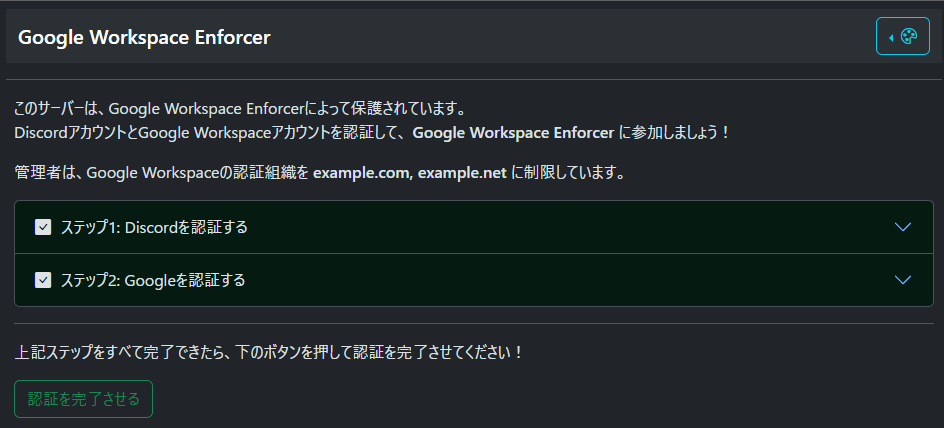 Google Workspace Enforcer
このサーバーは、Google Workspace Enforcerによって保護されています。
DiscordアカウントとGoogle Workspaceアカウントを認証して、 Google Workspace Enforcer に参加しましょう！
管理者は、Google Workspaceの認証組織を example.com, example.net に制限しています。
ステップ1: Discordを認証する
ステップ2: Googleを認証する
上記ステップをすべて完了できたら、下のボタンを押して認証を完了させてください！
認証を完了させる